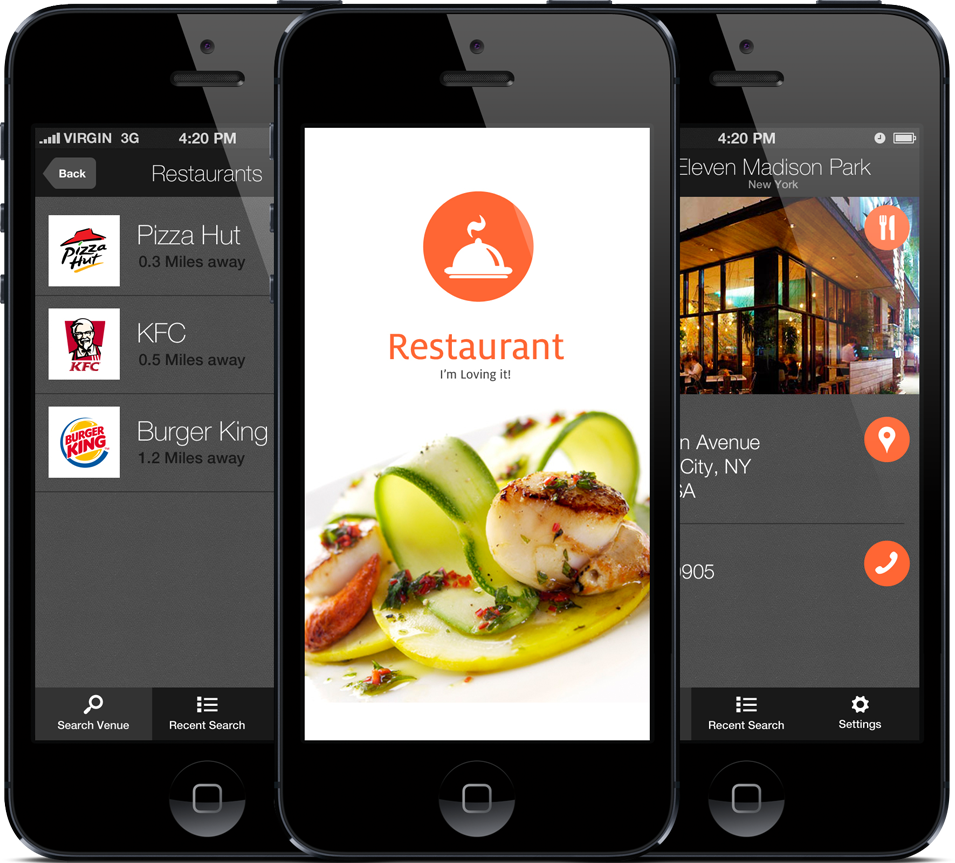 VIRGIN 3G 4:20 PM
Back
Restaurants
Pizza Hut
Pizza Hut
0.3 Miles away
KFC
KFC
0.5 Miles away
BURGER KING
Burger King
1.2 Miles away
Search Venue
Recent Search
Restaurant
I'm Loving it!
4:20 PM
Eleven Madison Park
New York
n Avenue
City, NY
SA
9905
Recent Search
Settings